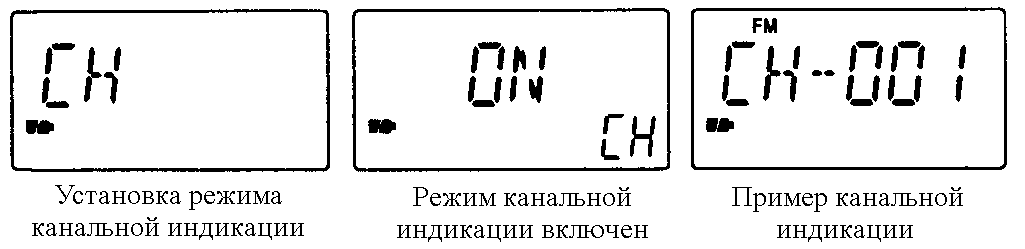 CH
ON
CH
FM
CH--001
Установка режима
канальной индикации
Режим канальной
индикации включен
Пример канальной
индикации